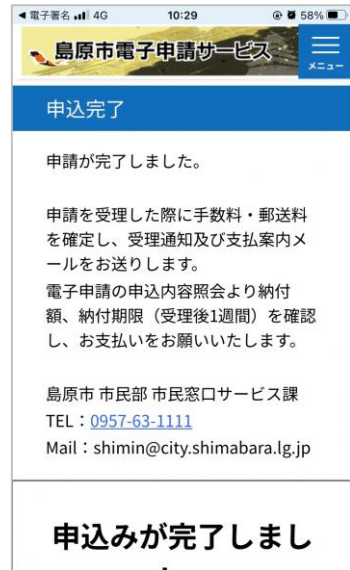 ◀電子署名 4G 10:29 58%
島原市電子申請サービス
メニュー
申込完了
申請が完了しました。
申請を受理した際に手数料・郵送料
を確定し、受理通知及び支払案内メ
ールをお送りします。
電子申請の申込内容照会より納付
額、納付期限（受理後1週間）を確認
し、お支払いをお願いいたします。
島原市 市民部 市民窓口サービス課
TEL：0957-63-1111
Mail：shimin@city.shimabara.lg.jp
申込みが完了しまし